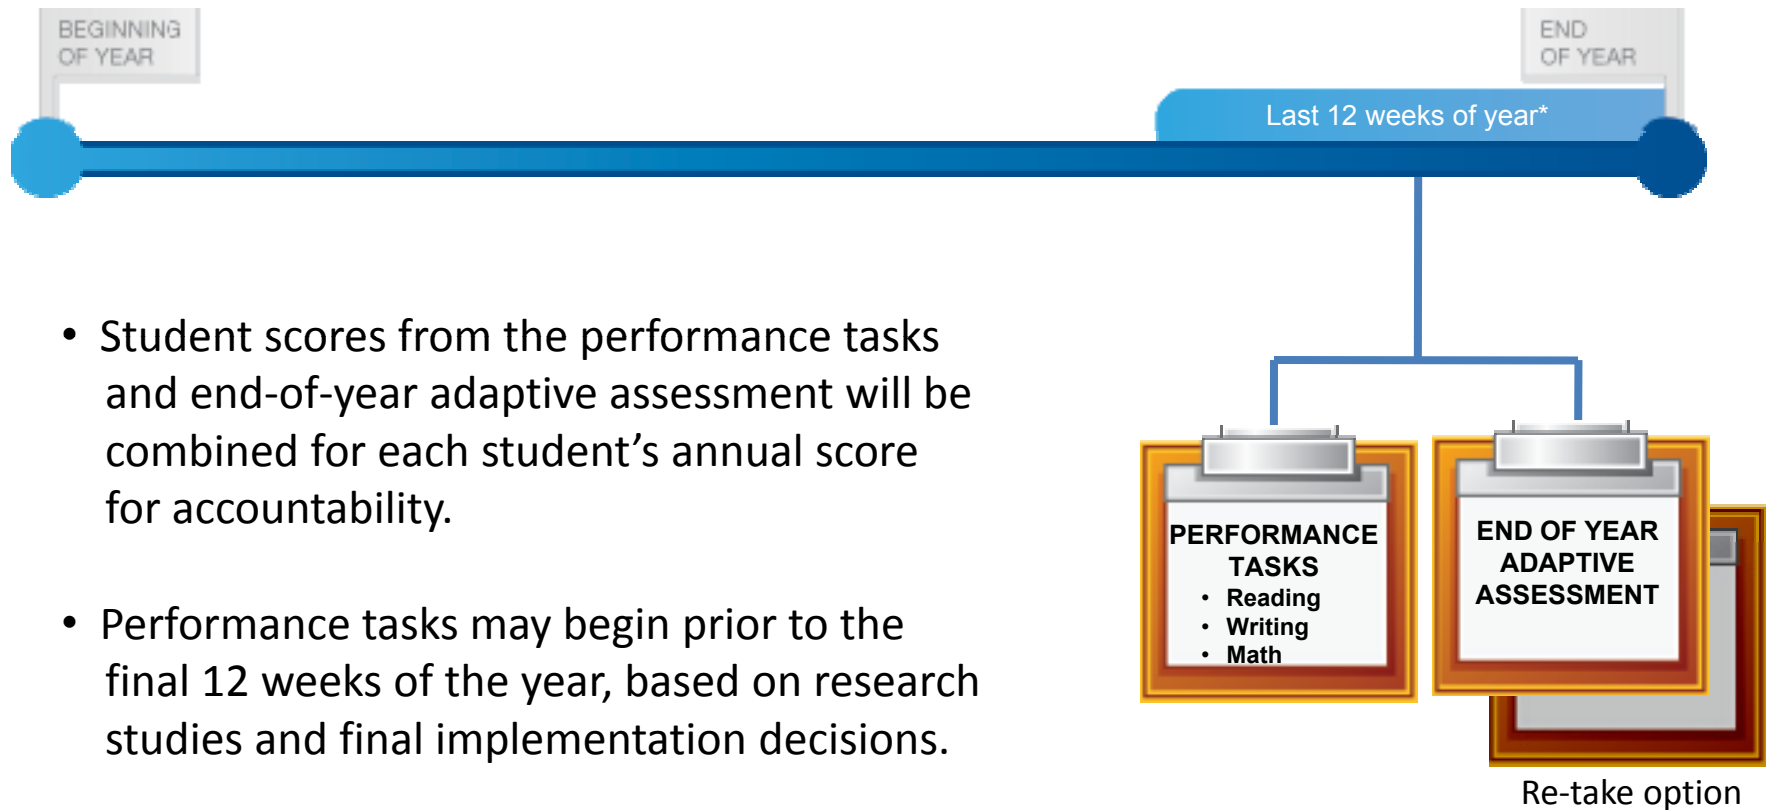 BEGINNING
OF YEAR
END
OF YEAR
Last 12 weeks of year*
• Student scores from the performance tasks
and end-of-year adaptive assessment will be
combined for each student’s annual score
for accountability.
• Performance tasks may begin prior to the
final 12 weeks of the year, based on research
studies and final implementation decisions.
PERFORMANCE
TASKS
• Reading
• Writing
• Math
END OF YEAR
ADAPTIVE
ASSESSMENT
Re-take option